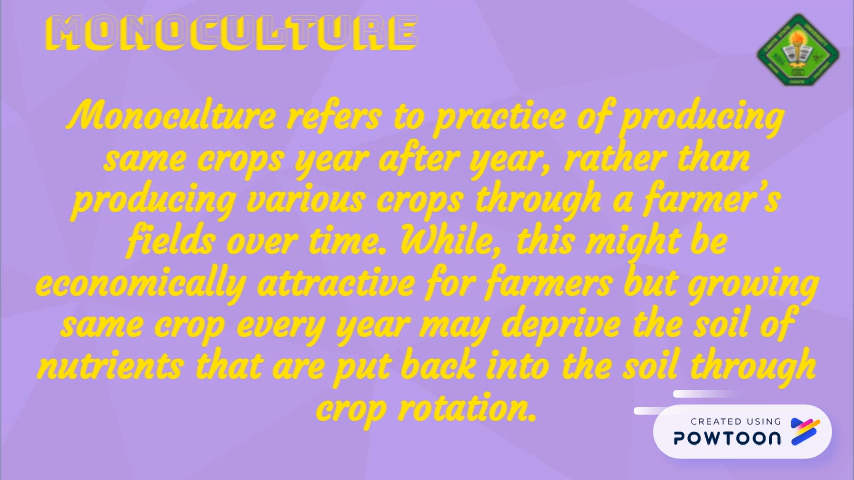 MONOCULTURE
Monoculture refers to practice of producing
same crops year after year, rather than
producing various crops through a farmer's
fields over time. While, this might be
economically attractive for farmers but growing
same crop every year may deprive the soil of
nutrients that are put back into the soil through
crop rotation.
CREATED USING
POWTOON